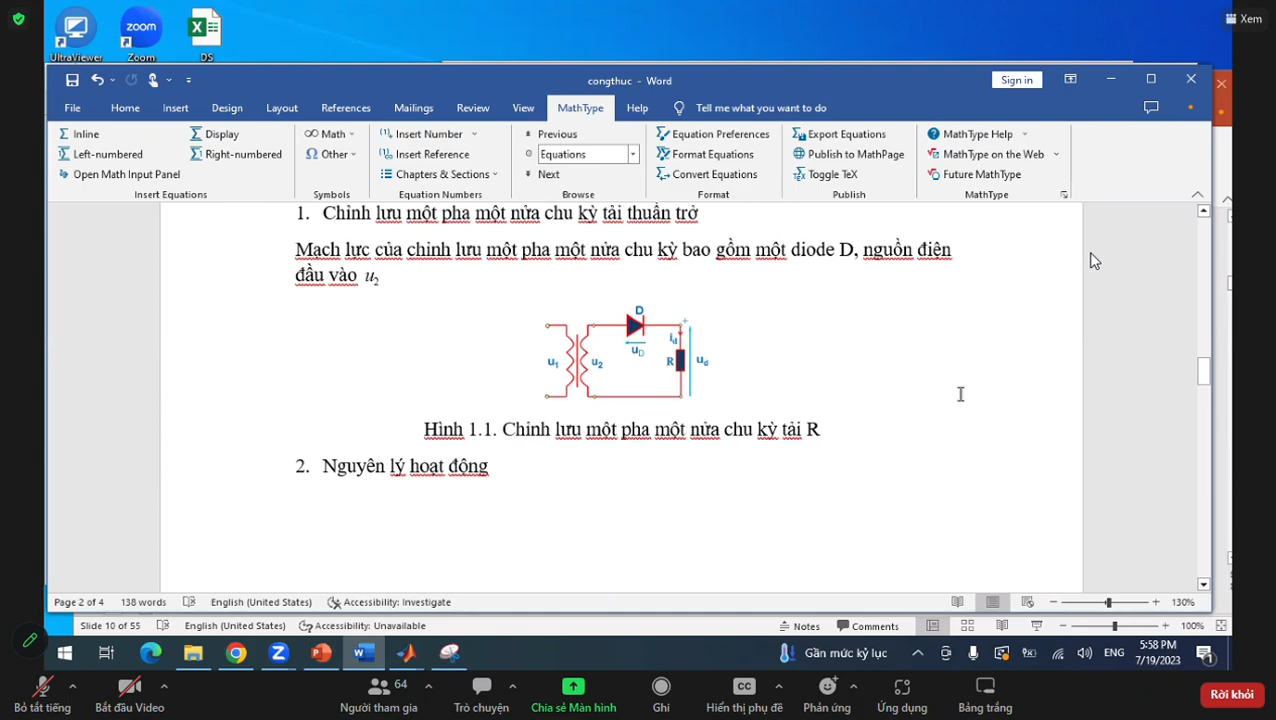 Xem
UltraViewer
Zoom
DS
congthuc - Word
Sign in
File Home Insert Design Layout References Mailings Review View MathType Help Tell me what you want to do
Inline Display Math Insert Number Previous Equation Preferences Export Equations MathType Help
Left-numbered Right-numbered Other Insert Reference Equations Format Equations Publish to MathPage MathType on the Web
Open Math Input Panel Chapters & Sections Next Convert Equations Toggle TeX Future MathType
Insert Equations Symbols Equation Numbers Browse Format Publish MathType
1. Chỉnh lưu một pha một nửa chu kỳ tải thuần trở
Mạch lực của chỉnh lưu một pha một nửa chu kỳ bao gồm một diode D, nguồn điện
đầu vào u2
D
+
id
uD
u1 u2 R ud
Hình 1.1. Chỉnh lưu một pha một nửa chu kỳ tải R
2. Nguyên lý hoạt động
Page 2 of 4 138 words English (United States) Accessibility: Investigate 130%
Slide 10 of 55 English (United States) Accessibility: Unavailable Notes Comments 100%
Gần mức kỷ lục ENG 5:58 PM
7/19/2023 1
64
Bỏ tắt tiếng Bắt đầu Video Người tham gia Trò chuyện Chia sẻ Màn hình Ghi Hiển thị phụ đề Phản ứng Ứng dụng Bảng trắng Rời khỏi